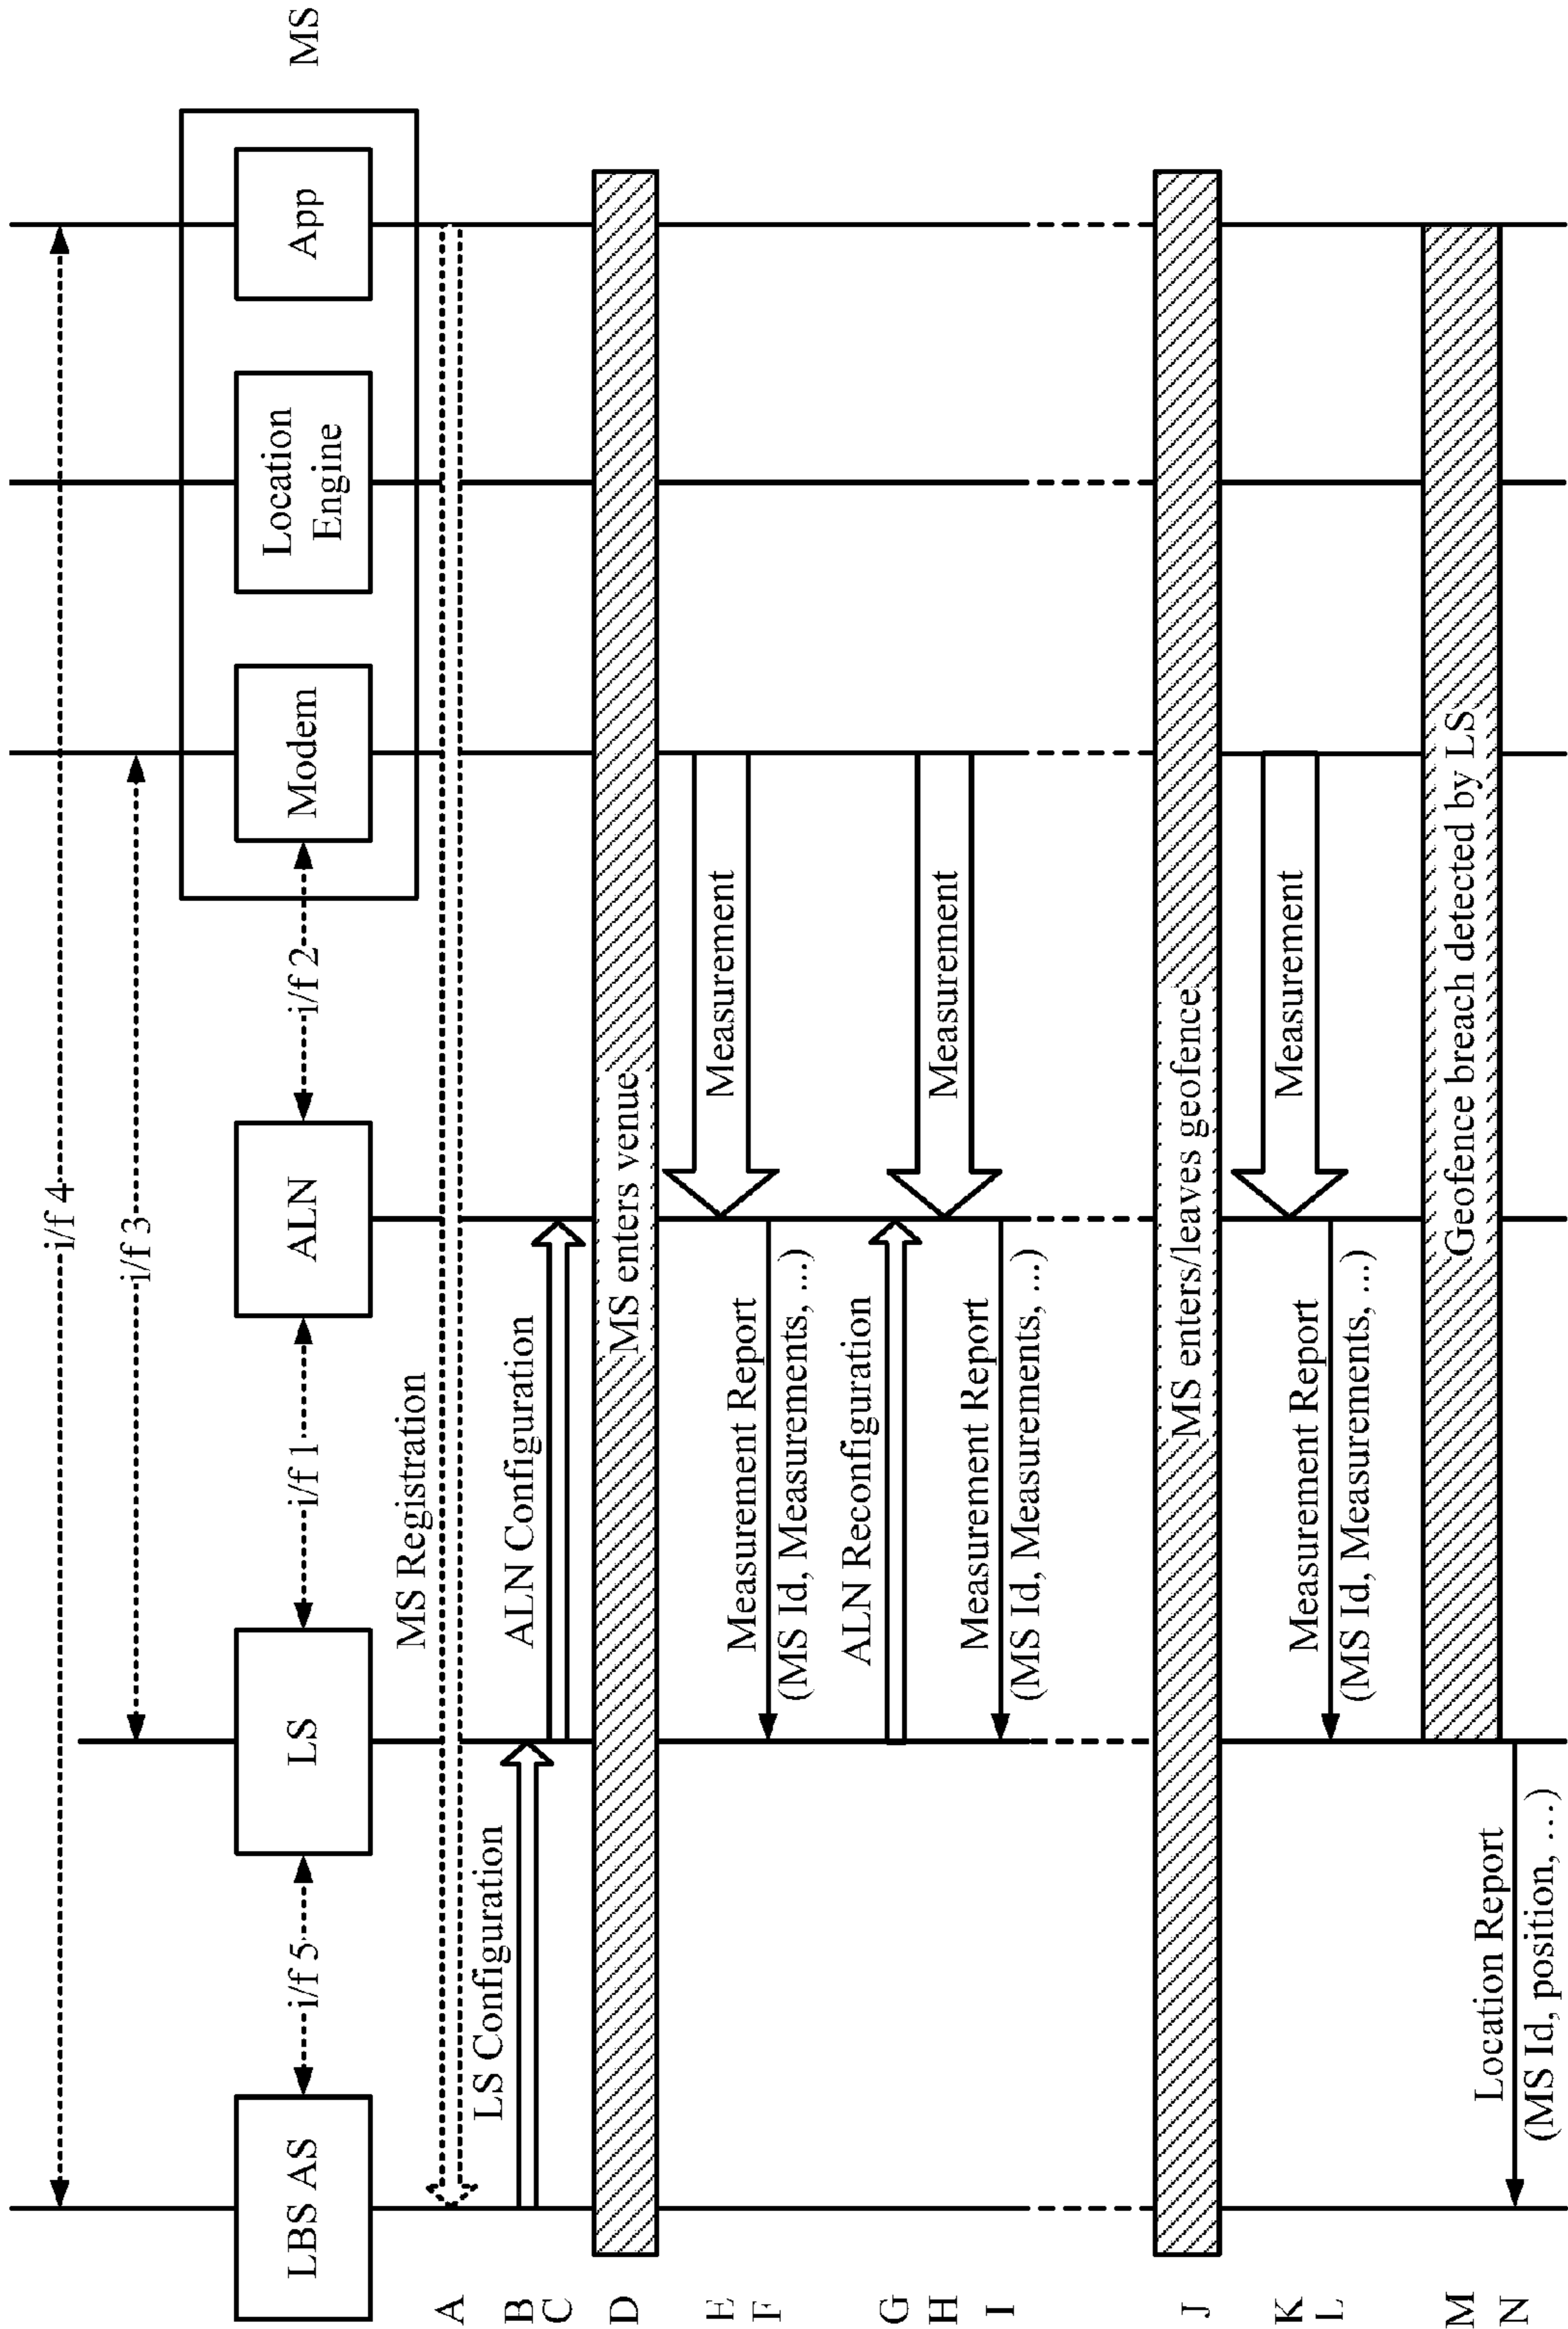 i/f 4
i/f 3
LBS AS
i/f 5
LS
i/f 1
ALN
i/f 2
Modem
Location
Engine
App
MS
A
MS Registration
B
LS Configuration
C
ALN Configuration
D
MS enters venue
E
Measurement
F
Measurement Report
(MS Id, Measurements, ...)
G
ALN Reconfiguration
H
Measurement
I
Measurement Report
(MS Id, Measurements, ...)
J
MS enters/leaves geofence
K
Measurement
L
Measurement Report
(MS Id, Measurements, ...)
M
Geofence breach detected by LS
N
Location Report
(MS Id, position, ...)